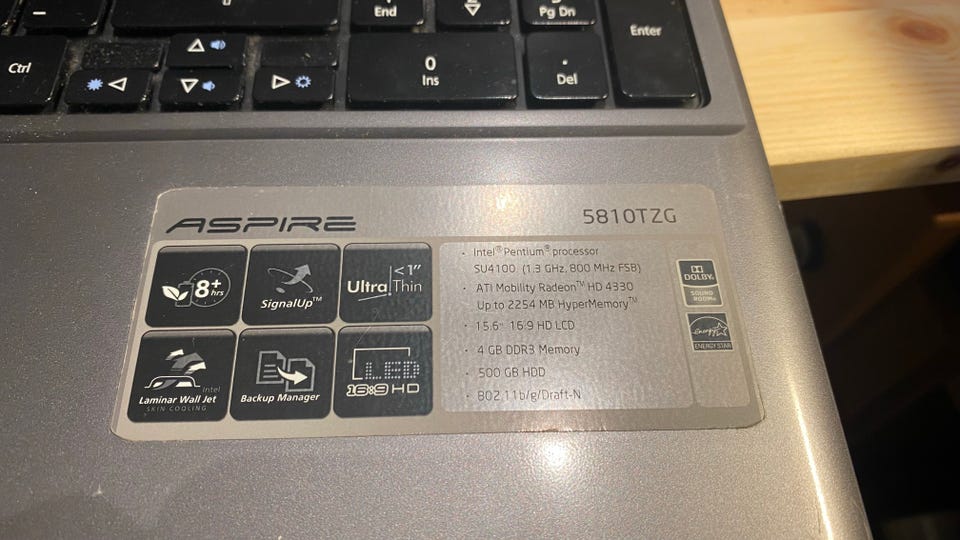 End
Pg Dn
Enter
Ctrl
0
Ins
.
Del
ASPIRE
5810TZG
8+
hrs
SignalUp™
Ultra Thin
<1"
Intel
Laminar Wall Jet
SKIN COOLING
Backup Manager
LED
16:9 HD
· Intel® Pentium® processor
SU4100 (1.3 GHz, 800 MHz FSB)
· ATI Mobility Radeon™ HD 4330
Up to 2254 MB HyperMemory™
· 15.6" 16:9 HD LCD
· 4 GB DDR3 Memory
· 500 GB HDD
· 802.11b/g/Draft-N
DOLBY
SOUND
ROOM
Energy
ENERGY STAR